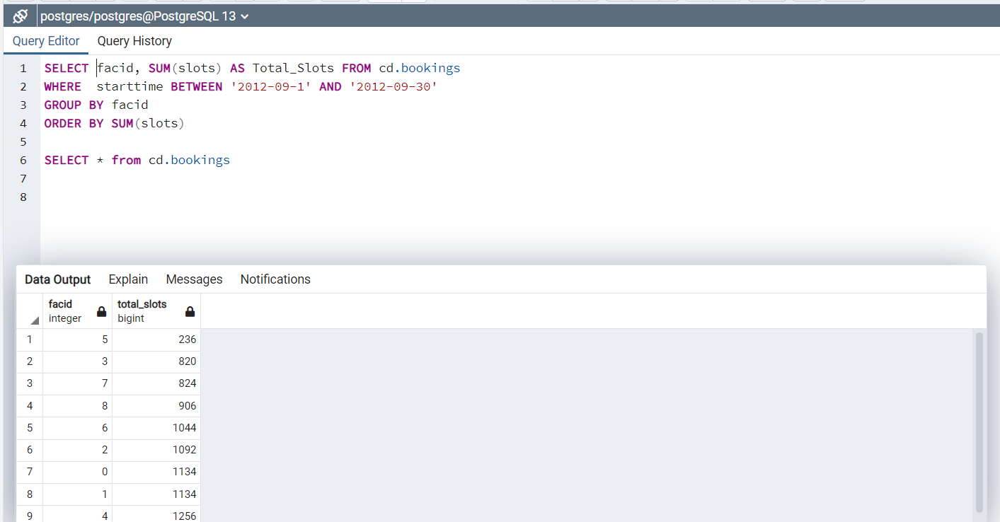 postgres/postgres@PostgreSQL 13
Query Editor Query History
1 SELECT facid, SUM(slots) AS Total_Slots FROM cd.bookings
2 WHERE  starttime BETWEEN '2012-09-1' AND '2012-09-30'
3 GROUP BY facid
4 ORDER BY SUM(slots)
5
6 SELECT * from cd.bookings
7
8
Data Output Explain Messages Notifications
facid total_slots
integer bigint
1 5 236
2 3 820
3 7 824
4 8 906
5 6 1044
6 2 1092
7 0 1134
8 1 1134
9 4 1256